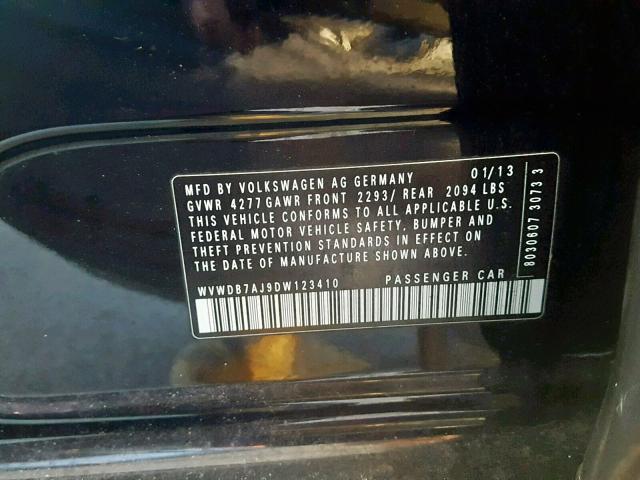 MFD BY VOLKSWAGEN AG GERMANY 01/13
GVWR 4277 GAWR FRONT 2293/ REAR 2094 LBS
THIS VEHICLE CONFORMS TO ALL APPLICABLE U.S.
FEDERAL MOTOR VEHICLE SAFETY, BUMPER AND
THEFT PREVENTION STANDARDS IN EFFECT ON
THE DATE OF MANUFACTURE SHOWN ABOVE.
WVWDB7AJ9DW123410 PASSENGER CAR
8030607 3073 3